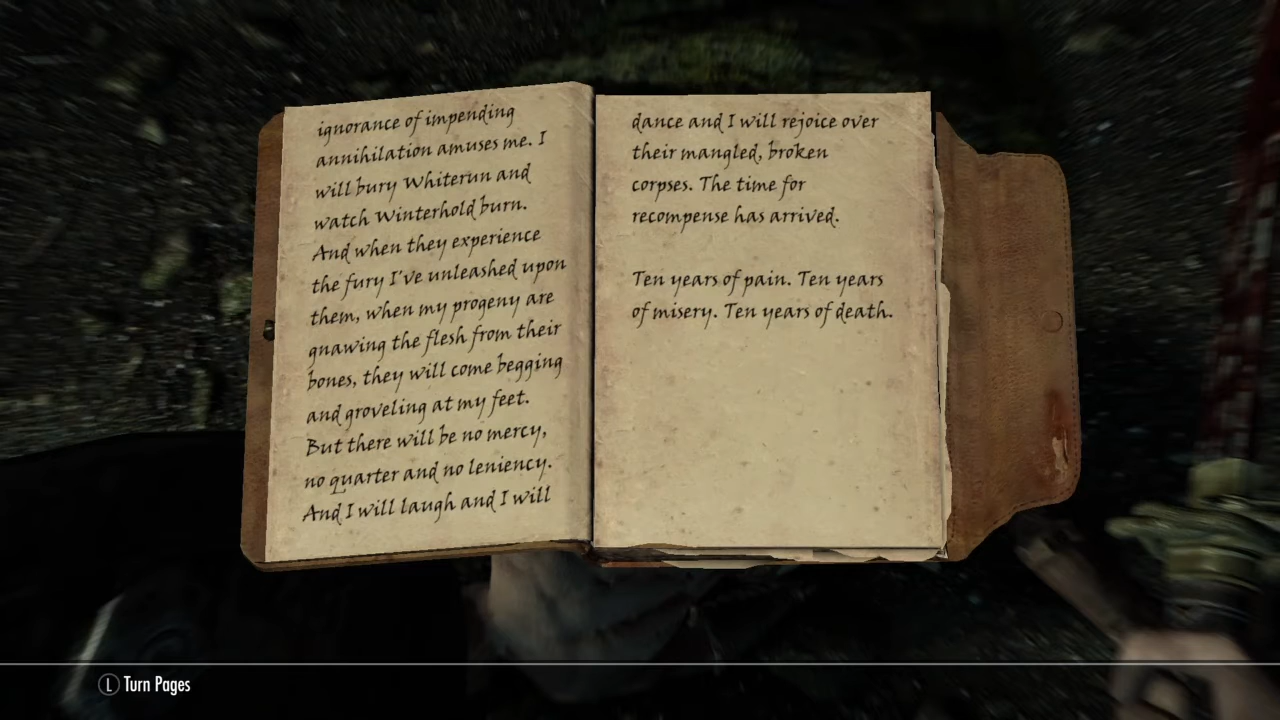 ignorance of impending
annihilation amuses me. I
will bury Whiterun and
watch Winterhold burn.
And when they experience
the fury I've unleashed upon
them, when my progeny are
gnawing the flesh from their
bones, they will come begging
and groveling at my feet.
But there will be no mercy,
no quarter and no leniency.
And I will laugh and I will
dance and I will rejoice over
their mangled, broken
corpses. The time for
recompense has arrived.
Ten years of pain. Ten years
of misery. Ten years of death.
L Turn Pages